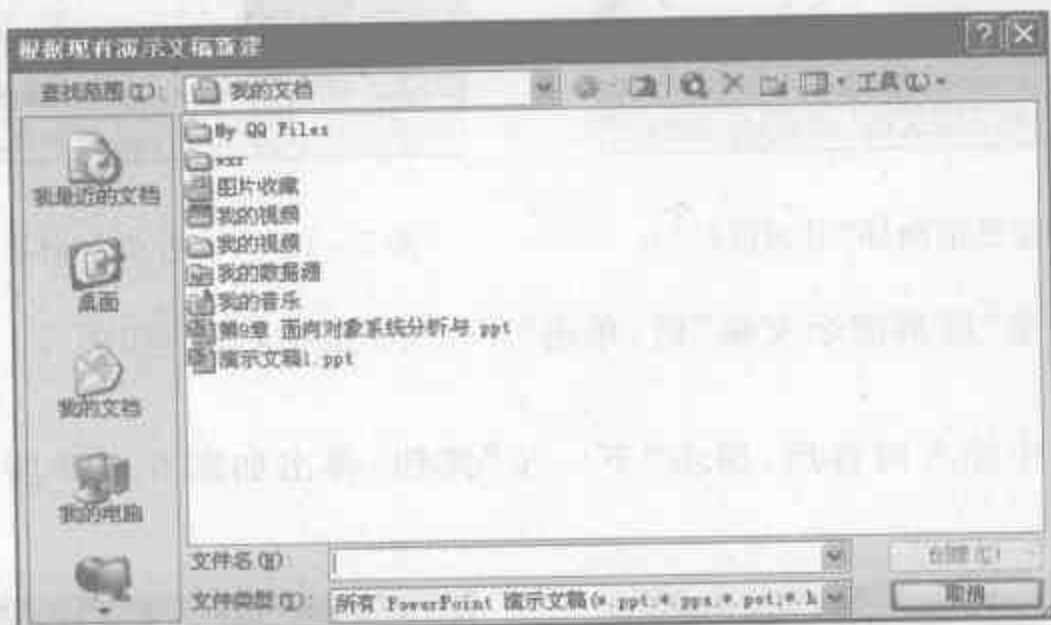 根据现有演示文稿新建
查找范围(I): 我的文档 工具(L)
My QQ Files
wxr
图片收藏
我的视频
我的视频
我的数据源
我的音乐
第9章 面向对象系统分析与.ppt
演示文稿1.ppt
我最近的文档
桌面
我的文档
我的电脑
文件名(N):
创建(C)
文件类型(T): 所有 PowerPoint 演示文稿(*.ppt;*.pps;*.pot;*.h
取消